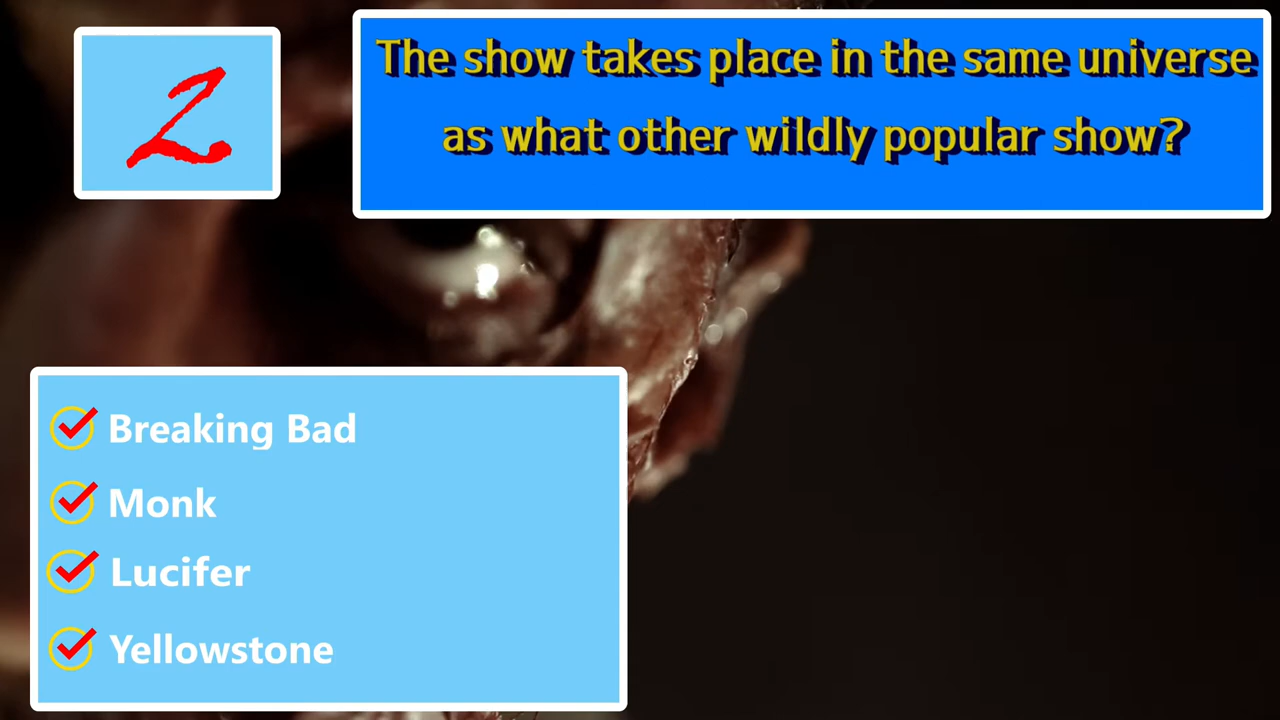 2
The show takes place in the same universe
as what other wildly popular show?
Breaking Bad
Monk
Lucifer
Yellowstone